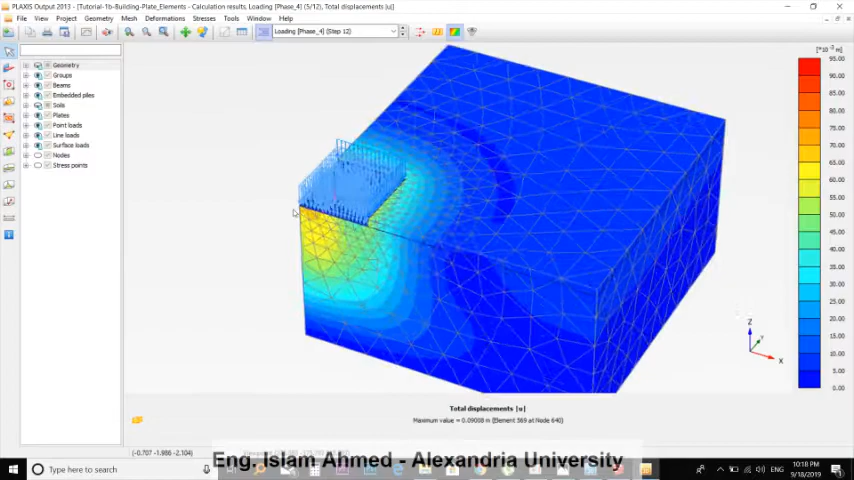 PLAXIS Output 2018 - [Tutorial-1b-Building-Plate_Elements - Calculation results, Loading [Phase_4] (5/12), Total displacements |u|]
File View Project Geometry Mesh Deformations Stresses Tools Window Help
Loading [Phase_4] (Step 12)
Geometry
Groups
Beams
Embedded piles
Soils
Plates
Point loads
Line loads
Surface loads
Nodes
Stress points
[*10⁻³ m]
95.00
90.00
85.00
80.00
75.00
70.00
65.00
60.00
55.00
50.00
45.00
40.00
35.00
30.00
25.00
20.00
15.00
10.00
5.00
0.00
Z
Y
X
Total displacements |u|
Maximum value = 0.09008 m (Element 369 at Node 640)
(-0.707 -1.986 -2.104)
Eng. Islam Ahmed - Alexandria University
Type here to search
10:18 PM
9/18/2019